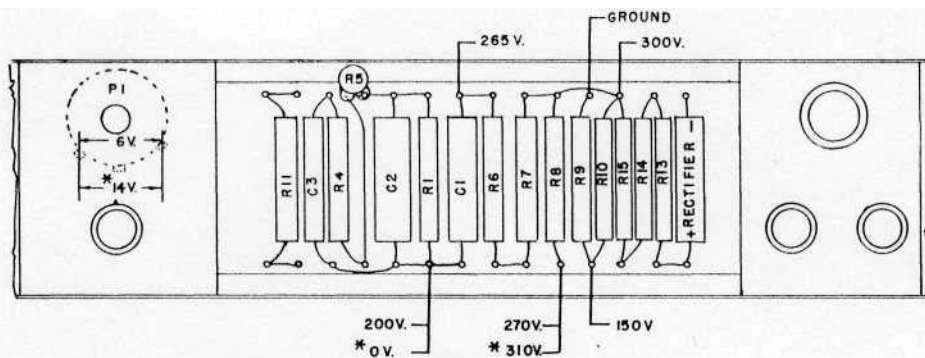 GROUND
265 V.
300V.
R5
P1
6V.
*
14V.
R11
C3
R4
C2
R1
C1
R6
R7
R8
R9
R10
R15
R14
R13
+RECTIFIER −
200V.
* 0V.
270V.
* 310V.
150V